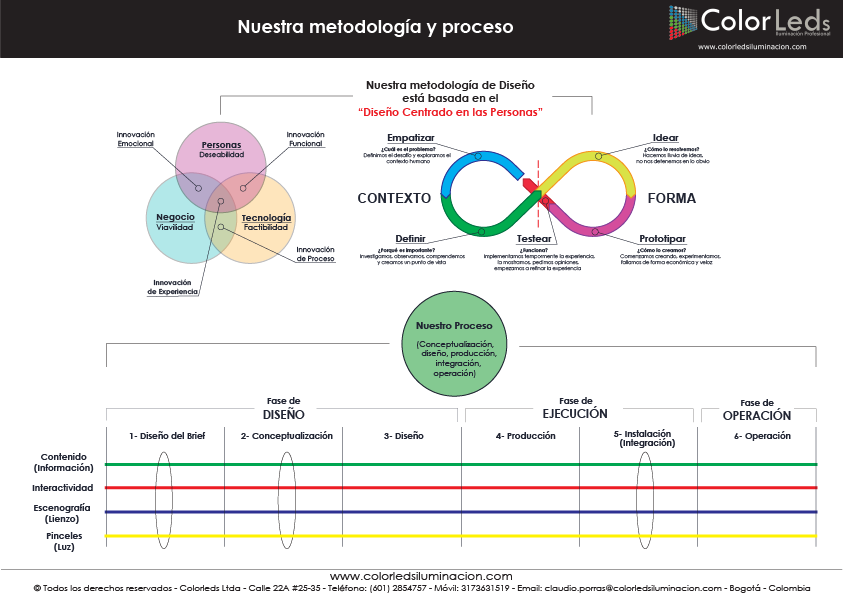 Nuestra metodología y proceso
ColorLeds
Iluminación Profesional
www.colorledsiluminacion.com
Nuestra metodología de Diseño
está basada en el
“Diseño Centrado en las Personas”
Innovación
Emocional
Innovación
Funcional
Personas
Deseabilidad
Negocio
Viavilidad
Tecnología
Factibilidad
Innovación
de Proceso
Innovación
de Experiencia
Empatizar
¿Cuál es el problema?
Definimos el desafío y exploramos el
contexto humano
Idear
¿Cómo lo resolvemos?
Hacemos lluvia de ideas,
no nos detenemos en lo obvio
CONTEXTO
FORMA
Definir
¿Porqué es importante?
Investigamos, observamos, comprendemos
y creamos un punto de vista
Testear
¿Funciona?
Implementamos tempornmente la experiencia,
la mostramos, pedimos opiniones,
empezamos a refinar la experiencia
Prototipar
¿Cómo lo creamos?
Comenzamos creando, experimentamos,
fallamos de forma económica y veloz
Nuestro Proceso
(Conceptualización,
diseño, producción,
integración,
operación)
Fase de
DISEÑO
Fase de
EJECUCIÓN
Fase de
OPERACIÓN
1- Diseño del Brief
2- Conceptualización
3- Diseño
4- Producción
5- Instalación
(Integración)
6- Operación
Contenido
(Información)
Interactividad
Escenografía
(Lienzo)
Pinceles
(Luz)
www.colorledsiluminacion.com
© Todos los derechos reservados - Colorleds Ltda - Calle 22A #25-35 - Teléfono: (601) 2854757 - Móvil: 3173631519 - Email: claudio.porras@colorledsiluminacion.com - Bogotá - Colombia